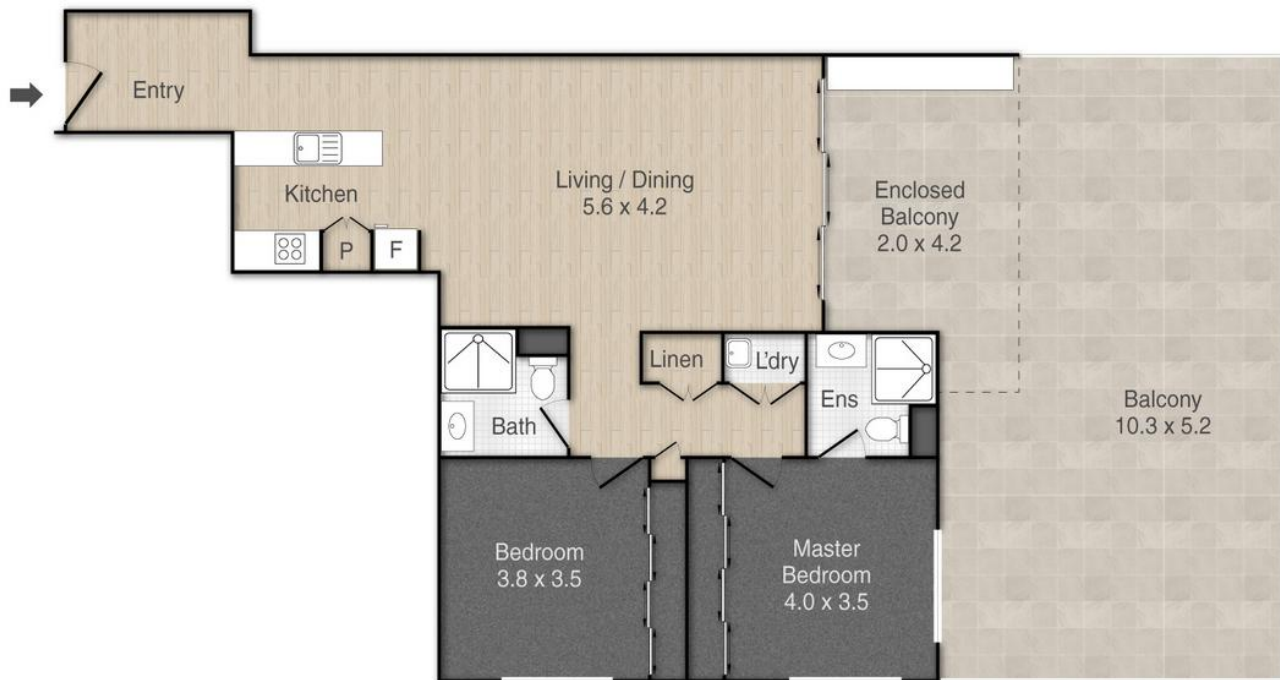 Entry
Kitchen
P
F
Living / Dining
5.6 x 4.2
Enclosed
Balcony
2.0 x 4.2
Linen
L'dry
Ens
Bath
Balcony
10.3 x 5.2
Bedroom
3.8 x 3.5
Master
Bedroom
4.0 x 3.5